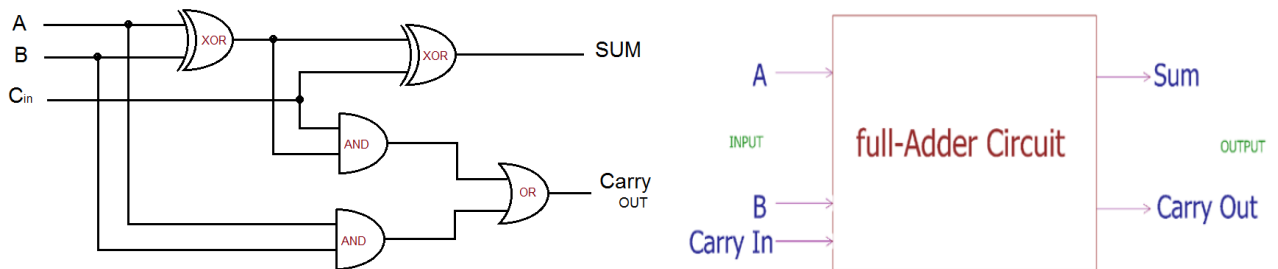 A
B
Cin
XOR
XOR
SUM
AND
AND
OR
Carry
OUT
A
INPUT
B
Carry In
full-Adder Circuit
Sum
OUTPUT
Carry Out